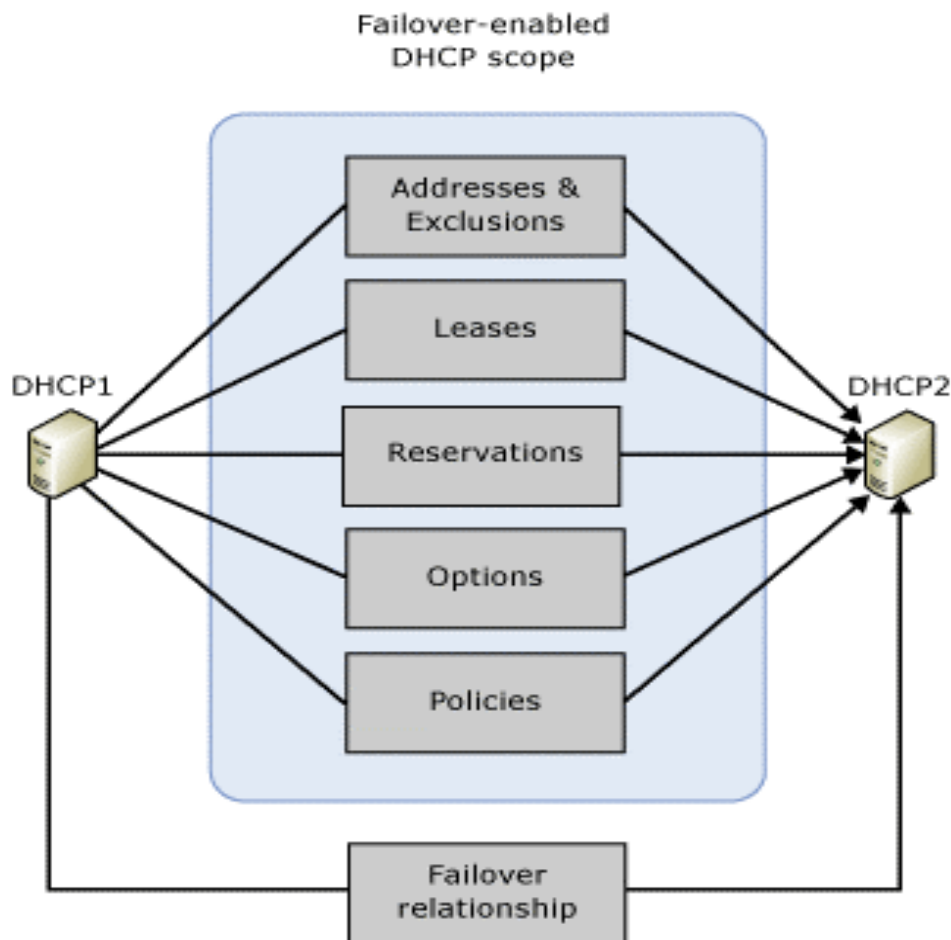 Failover-enabled
DHCP scope
Addresses &
Exclusions
Leases
DHCP1
DHCP2
Reservations
Options
Policies
Failover
relationship